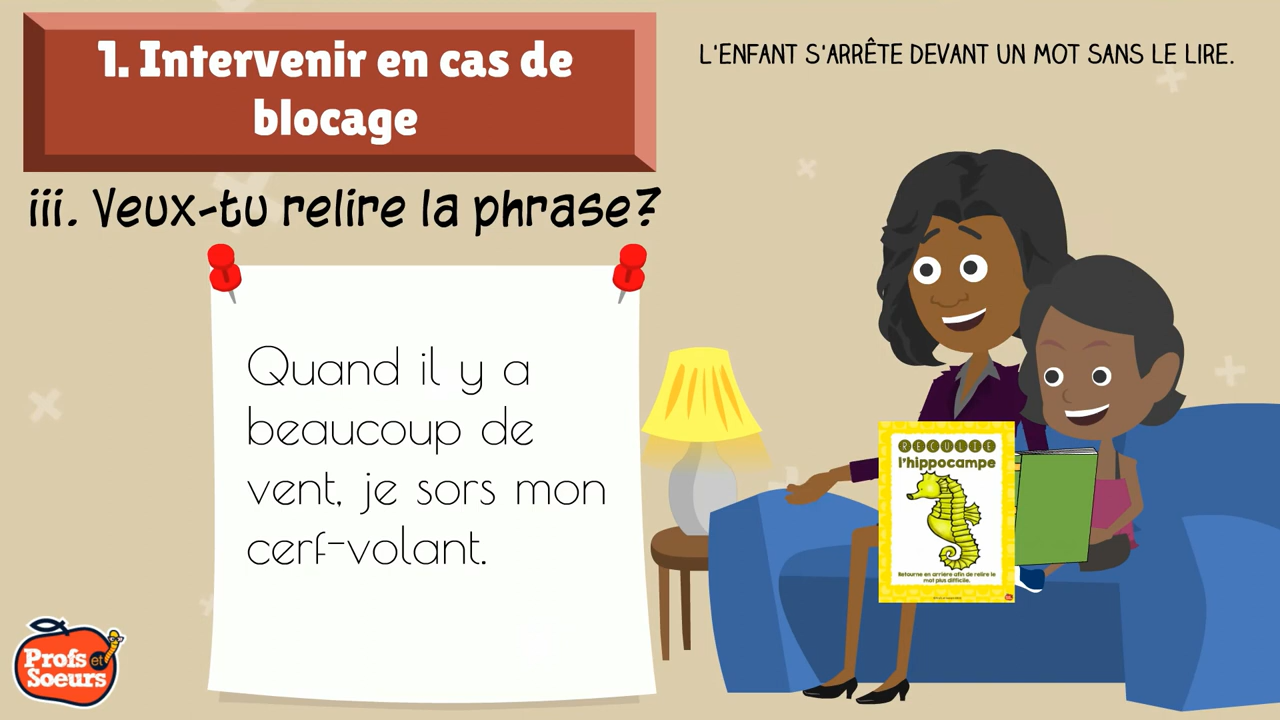 1. Intervenir en cas de
blocage
L'ENFANT S'ARRÊTE DEVANT UN MOT SANS LE LIRE.
iii. Veux-tu relire la phrase?
Quand il y a
beaucoup de
vent, je sors mon
cerf-volant.
RECULIE
l'hippocampe
Retourne en arrière afin de relire le
mot plus difficile.
Profs et
Soeurs